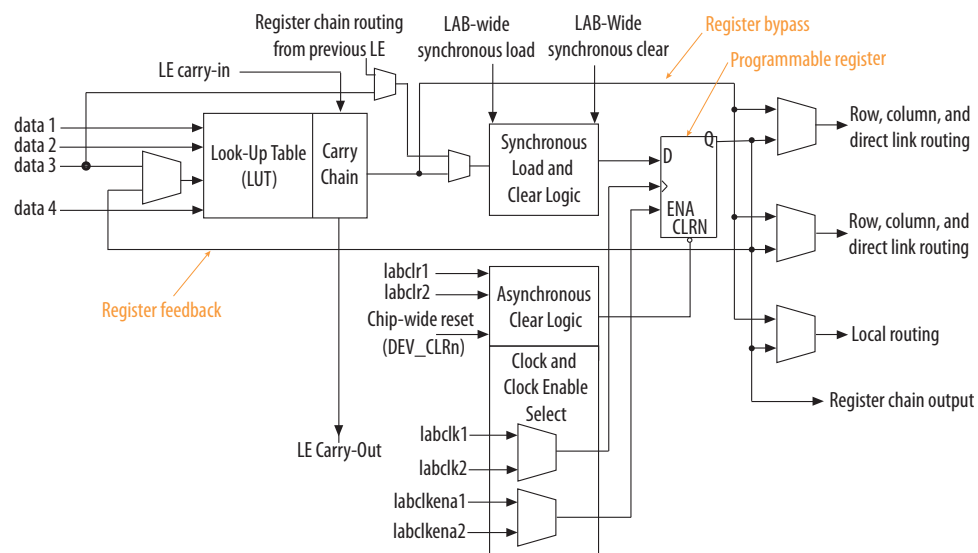 Register chain routing
from previous LE
LAB-wide
synchronous load
LAB-Wide
synchronous clear
Register bypass
Programmable register
LE carry-in
data 1
data 2
data 3
data 4
Look-Up Table
(LUT)
Carry
Chain
Synchronous
Load and
Clear Logic
D
Q
ENA
CLRN
Row, column, and
direct link routing
Row, column, and
direct link routing
Register feedback
labclr1
labclr2
Chip-wide reset
(DEV_CLRn)
Asynchronous
Clear Logic
Local routing
Clock and
Clock Enable
Select
Register chain output
LE Carry-Out
labclk1
labclk2
labclkena1
labclkena2